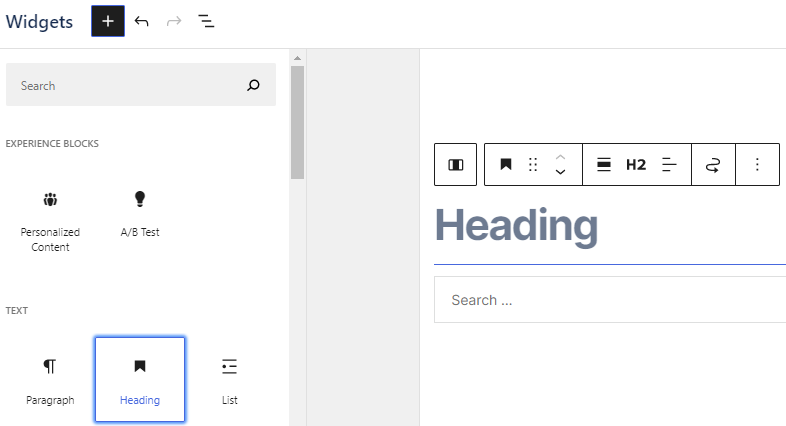 Widgets
Search
EXPERIENCE BLOCKS
Personalized
Content
A/B Test
TEXT
Paragraph
Heading
List
H2
Heading
Search ...